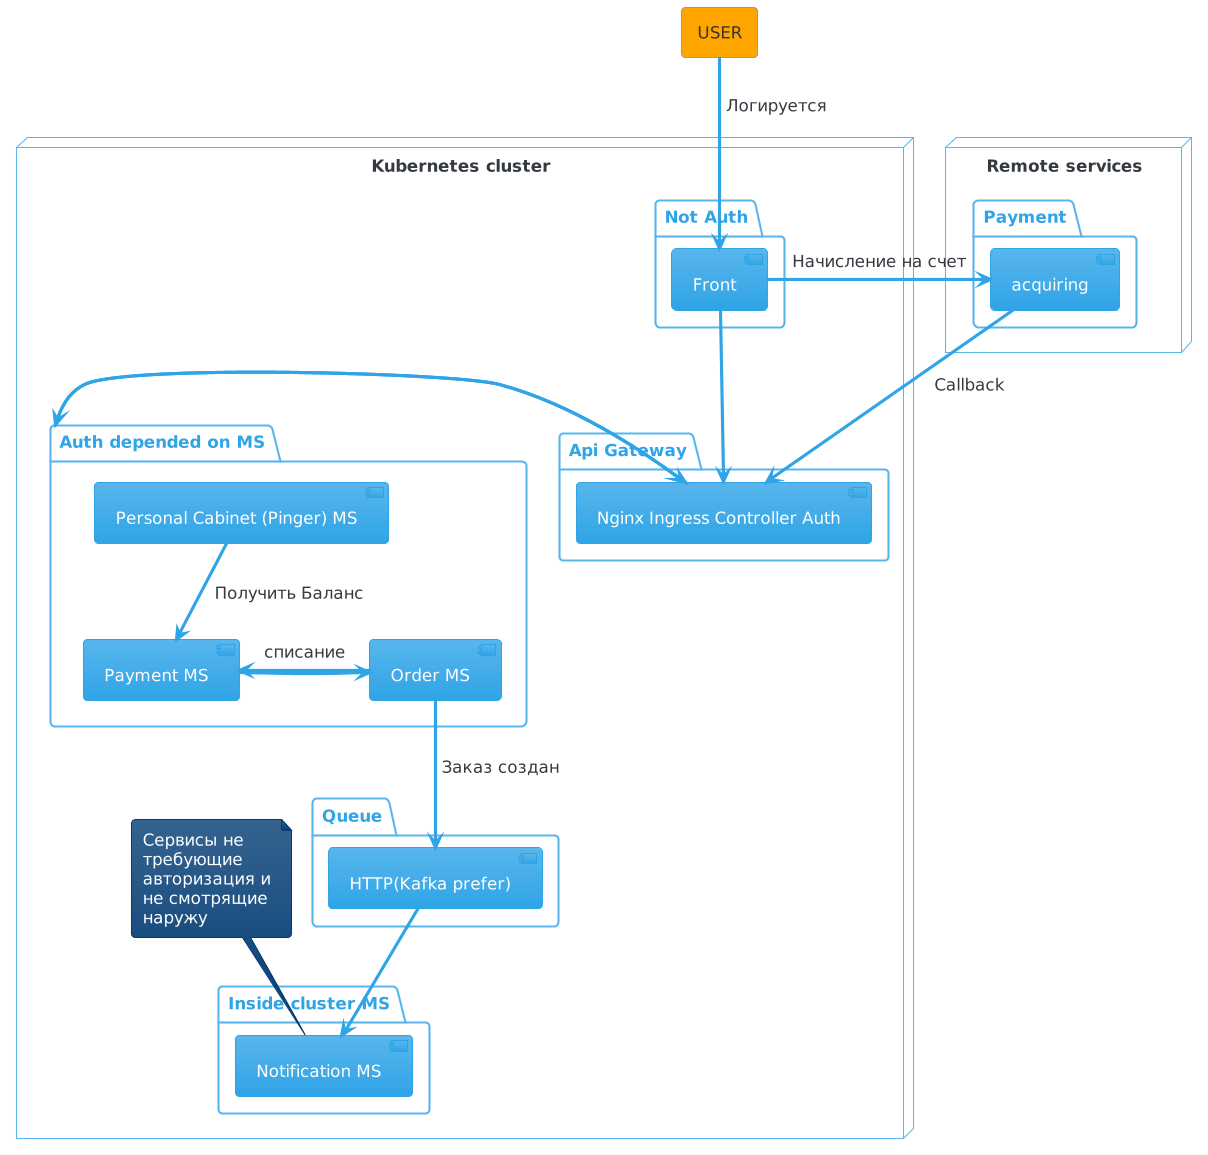 USER
Логируется
Kubernetes cluster
Remote services
Not Auth
Payment
Начисление на счет
Front
acquiring
Callback
Auth depended on MS
Api Gateway
Personal Cabinet (Pinger) MS
Nginx Ingress Controller Auth
Получить Баланс
списание
Payment MS
Order MS
Заказ создан
Queue
Сервисы не
требующие
авторизация и
не смотрящие
наружу
HTTP(Kafka prefer)
Inside cluster MS
Notification MS